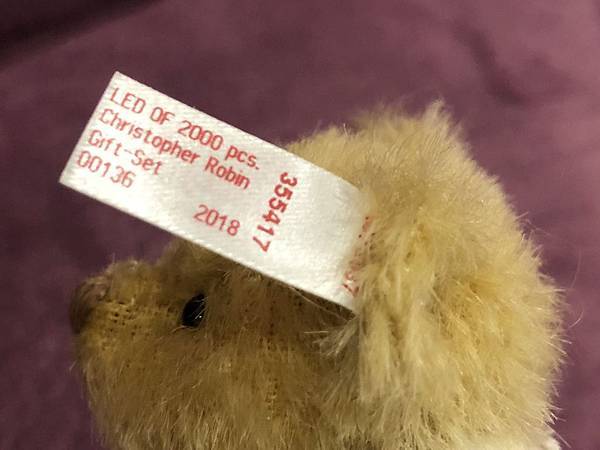 LED OF 2000 pcs.
Christopher Robin
Gift-Set
00136
2018
355417